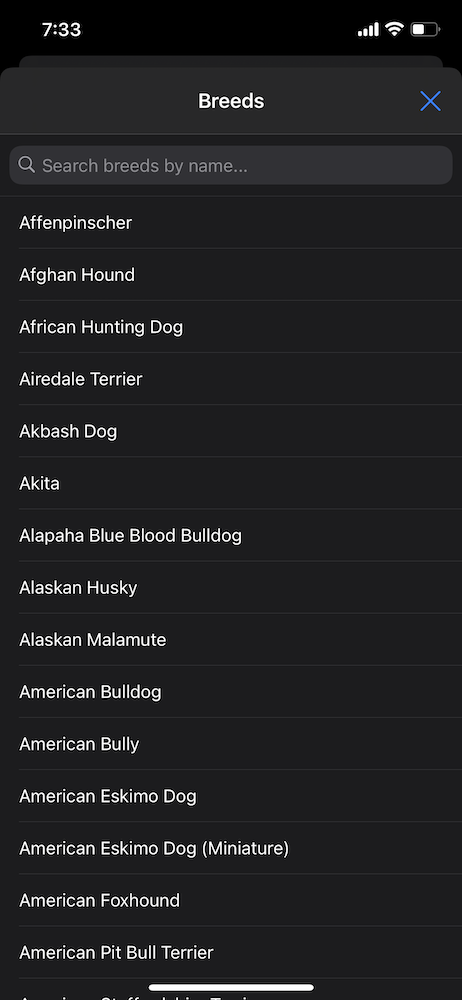 7:33
Breeds
Search breeds by name...
Affenpinscher
Afghan Hound
African Hunting Dog
Airedale Terrier
Akbash Dog
Akita
Alapaha Blue Blood Bulldog
Alaskan Husky
Alaskan Malamute
American Bulldog
American Bully
American Eskimo Dog
American Eskimo Dog (Miniature)
American Foxhound
American Pit Bull Terrier